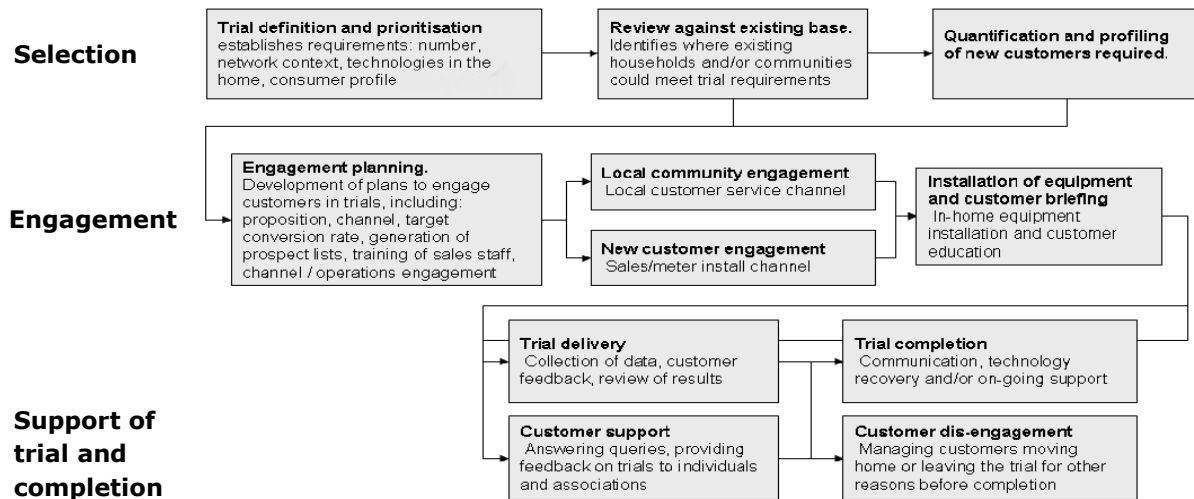 Selection
Trial definition and prioritisation
establishes requirements: number,
network context, technologies in the
home, consumer profile
Review against existing base.
Identifies where existing
households and/or communities
could meet trial requirements
Quantification and profiling
of new customers required.
Engagement
Engagement planning.
Development of plans to engage
customers in trials, including:
proposition, channel, target
conversion rate, generation of
prospect lists, training of sales staff,
channel / operations engagement
Local community engagement
Local customer service channel
New customer engagement
Sales/meter install channel
Installation of equipment
and customer briefing
In-home equipment
installation and customer
education
Support of
trial and
completion
Trial delivery
Collection of data, customer
feedback, review of results
Trial completion
Communication, technology
recovery and/or on-going support
Customer support
Answering queries, providing
feedback on trials to individuals
and associations
Customer dis-engagement
Managing customers moving
home or leaving the trial for other
reasons before completion